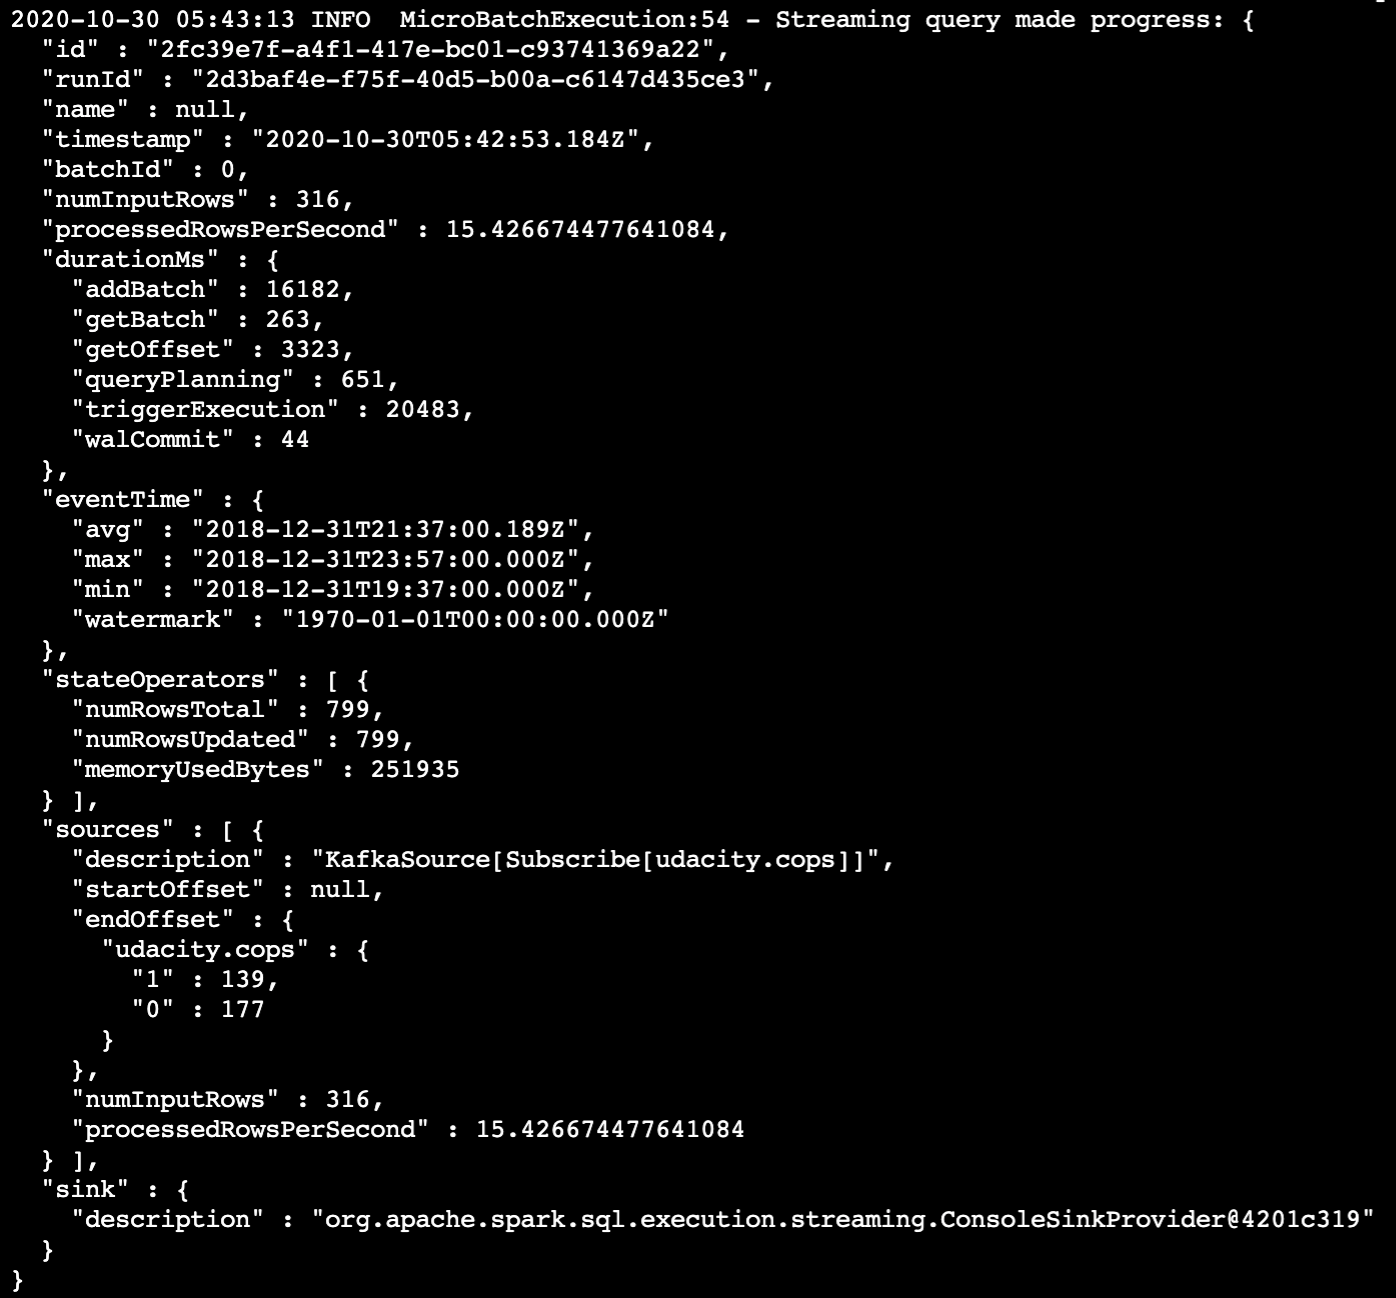 2020-10-30 05:43:13 INFO  MicroBatchExecution:54 - Streaming query made progress: {
  "id" : "2fc39e7f-a4f1-417e-bc01-c93741369a22",
  "runId" : "2d3baf4e-f75f-40d5-b00a-c6147d435ce3",
  "name" : null,
  "timestamp" : "2020-10-30T05:42:53.184Z",
  "batchId" : 0,
  "numInputRows" : 316,
  "processedRowsPerSecond" : 15.426674477641084,
  "durationMs" : {
    "addBatch" : 16182,
    "getBatch" : 263,
    "getOffset" : 3323,
    "queryPlanning" : 651,
    "triggerExecution" : 20483,
    "walCommit" : 44
  },
  "eventTime" : {
    "avg" : "2018-12-31T21:37:00.189Z",
    "max" : "2018-12-31T23:57:00.000Z",
    "min" : "2018-12-31T19:37:00.000Z",
    "watermark" : "1970-01-01T00:00:00.000Z"
  },
  "stateOperators" : [ {
    "numRowsTotal" : 799,
    "numRowsUpdated" : 799,
    "memoryUsedBytes" : 251935
  } ],
  "sources" : [ {
    "description" : "KafkaSource[Subscribe[udacity.cops]]",
    "startOffset" : null,
    "endOffset" : {
      "udacity.cops" : {
        "1" : 139,
        "0" : 177
      }
    },
    "numInputRows" : 316,
    "processedRowsPerSecond" : 15.426674477641084
  } ],
  "sink" : {
    "description" : "org.apache.spark.sql.execution.streaming.ConsoleSinkProvider@4201c319"
  }
}